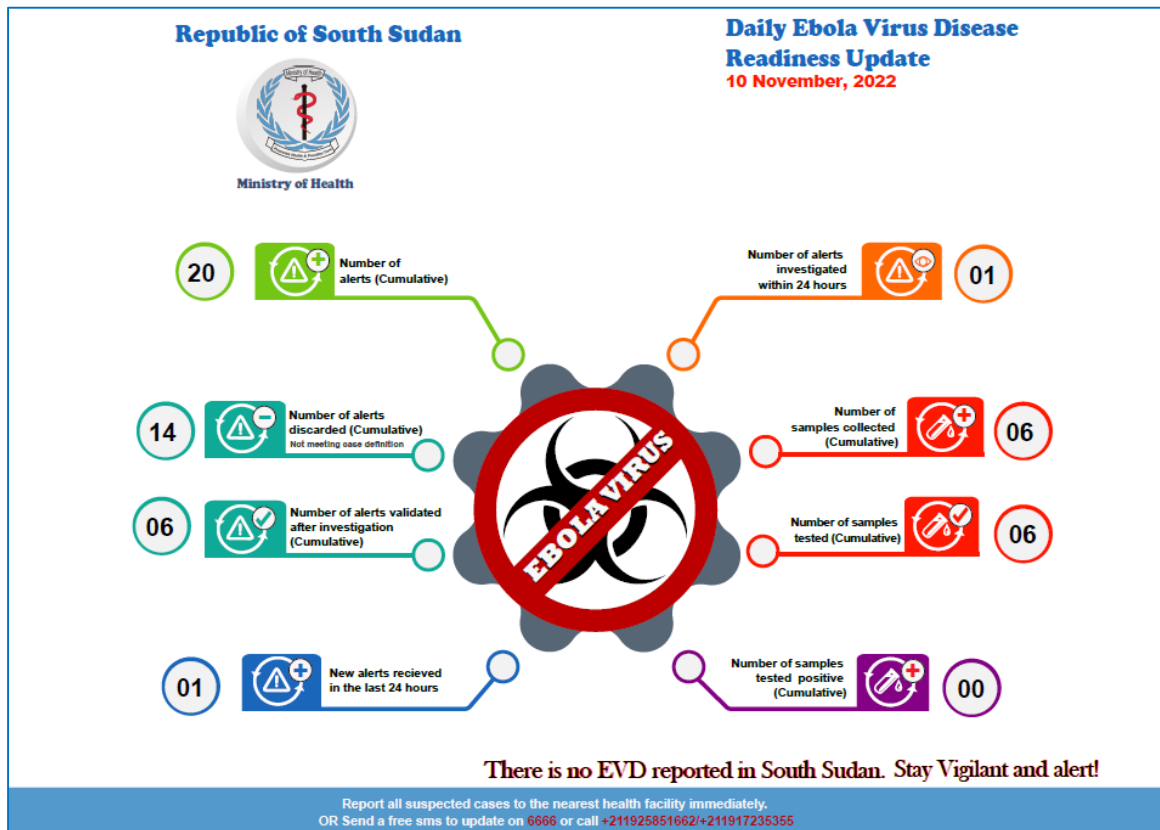 Republic of South Sudan
Daily Ebola Virus Disease
Readiness Update
10 November, 2022
Ministry of Health
Ministry of Health
20
Number of
alerts (Cumulative)
Number of alerts
investigated
within 24 hours
01
14
Number of alerts
discarded (Cumulative)
Not meeting case definition
Number of
samples collected
(Cumulative)
06
06
Number of alerts validated
after investigation
(Cumulative)
Number of samples
tested (Cumulative)
06
EBOLA VIRUS
01
New alerts recieved
in the last 24 hours
Number of samples
tested positive
(Cumulative)
00
There is no EVD reported in South Sudan. Stay Vigilant and alert!
Report all suspected cases to the nearest health facility immediately.
OR Send a free sms to update on 6666 or call +211925851662/+211917235355